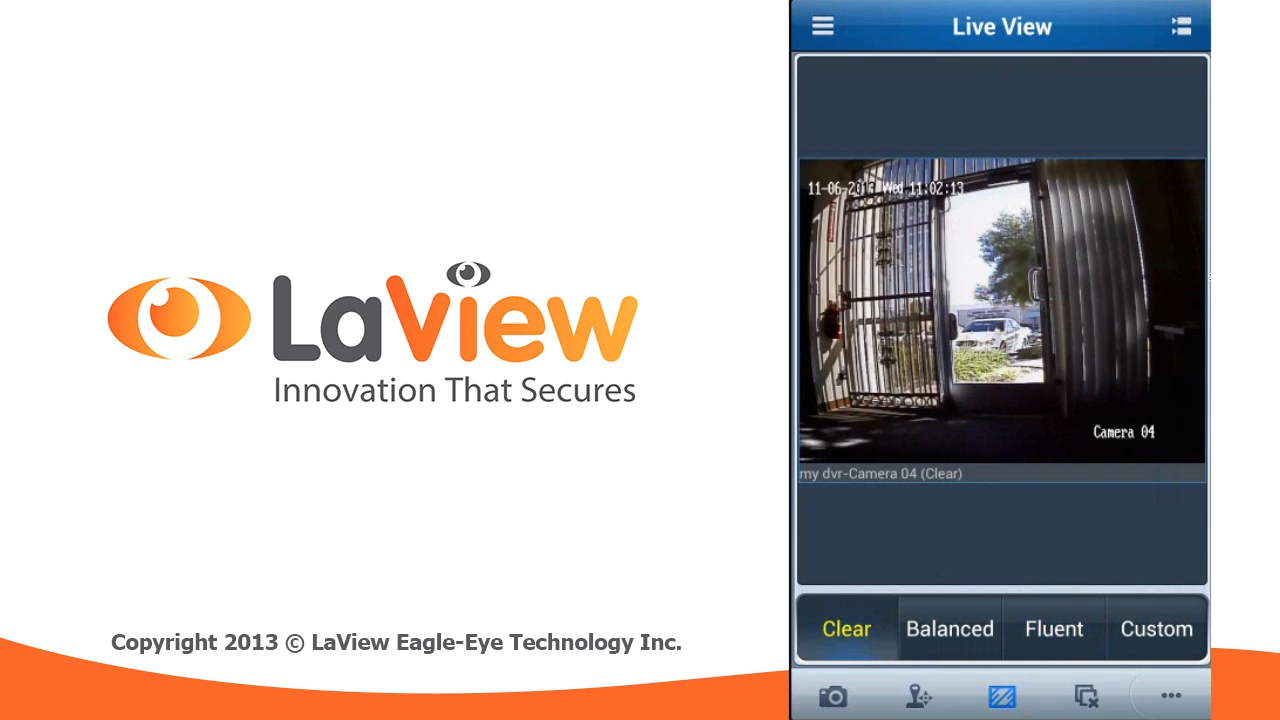 LaView
Innovation That Secures
Copyright 2013 © LaView Eagle-Eye Technology Inc.
Live View
Wed 11:02:13
Camera 04
my dvr-Camera 04 (Clear)
Clear Balanced Fluent Custom